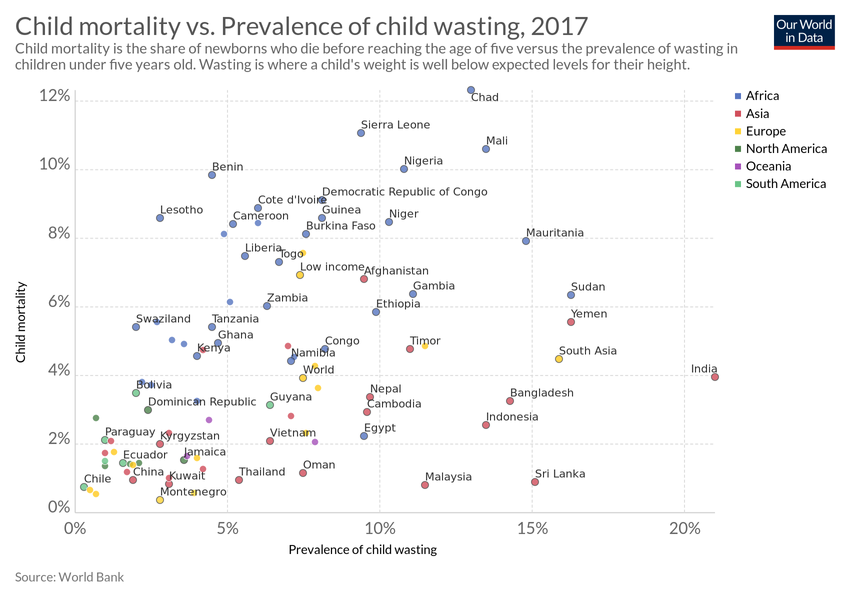 Child mortality vs. Prevalence of child wasting, 2017
Our World
in Data
Child mortality is the share of newborns who die before reaching the age of five versus the prevalence of wasting in
children under five years old. Wasting is where a child's weight is well below expected levels for their height.
12%
Chad
Africa
Asia
Europe
North America
Oceania
South America
Sierra Leone
Mali
10%
Nigeria
Benin
Democratic Republic of Congo
Cote d'Ivoire
Lesotho
Guinea
Niger
Cameroon
Burkina Faso
8%
Mauritania
Liberia
Togo
Low income
Afghanistan
Gambia
Sudan
Zambia
Ethiopia
6%
Yemen
Swaziland
Tanzania
Ghana
Kenya
Congo
Timor
Namibia
South Asia
4%
World
India
Bolivia
Nepal
Bangladesh
Dominican Republic
Guyana
Cambodia
Indonesia
Paraguay
Kyrgyzstan
Vietnam
Egypt
2%
Ecuador
Jamaica
China
Kuwait
Thailand
Oman
Malaysia
Sri Lanka
Chile
Montenegro
0%
Child mortality
0%
5%
10%
15%
20%
Prevalence of child wasting
Source: World Bank